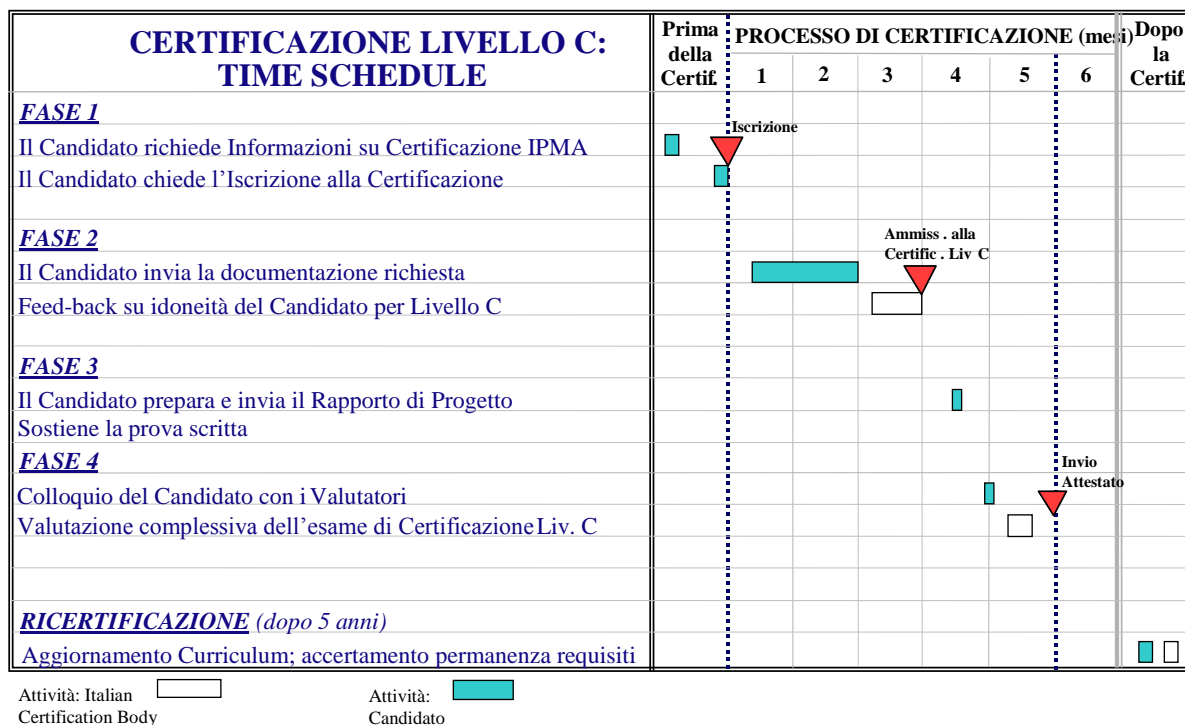 CERTIFICAZIONE LIVELLO C:
TIME SCHEDULE
Prima
della
Certif.
PROCESSO DI CERTIFICAZIONE (mesi)
1 2 3 4 5 6
Dopo
la
Certif.
FASE 1
Iscrizione
Il Candidato richiede Informazioni su Certificazione IPMA
Il Candidato chiede l’Iscrizione alla Certificazione
FASE 2
Ammiss . alla
Certific . Liv C
Il Candidato invia la documentazione richiesta
Feed-back su idoneità del Candidato per Livello C
FASE 3
Il Candidato prepara e invia il Rapporto di Progetto
Sostiene la prova scritta
FASE 4
Invio
Attestato
Colloquio del Candidato con i Valutatori
Valutazione complessiva dell’esame di Certificazione Liv. C
RICERTIFICAZIONE (dopo 5 anni)
Aggiornamento Curriculum; accertamento permanenza requisiti
Attività: Italian
Certification Body
Attività:
Candidato